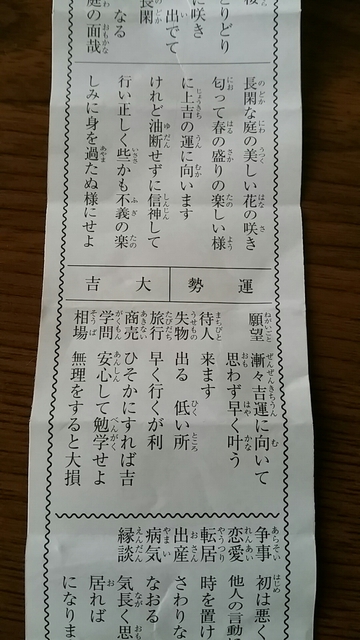 とりどり
に咲き
出でて
長閑
なる
庭の面哉
長閑な庭の美しい花の咲き
匂って春の盛りの楽しい様
に上吉の運に向います
けれど油断せずに信神して
行い正しく些かも不義の楽
しみに身を過たぬ様にせよ
運勢 大吉
願望 漸々吉運に向いて
思わず早く叶う
待人 来ます
失物 出る 低い所
旅行 早く行くが利
商売 ひそかにすれば吉
学問 安心して勉学せよ
相場 無理をすると大損
争事 初は悪
恋愛 他人の言動
転居 時を置け
出産 さわりな
病気 なおる
縁談 気長く思
居れば
になりま